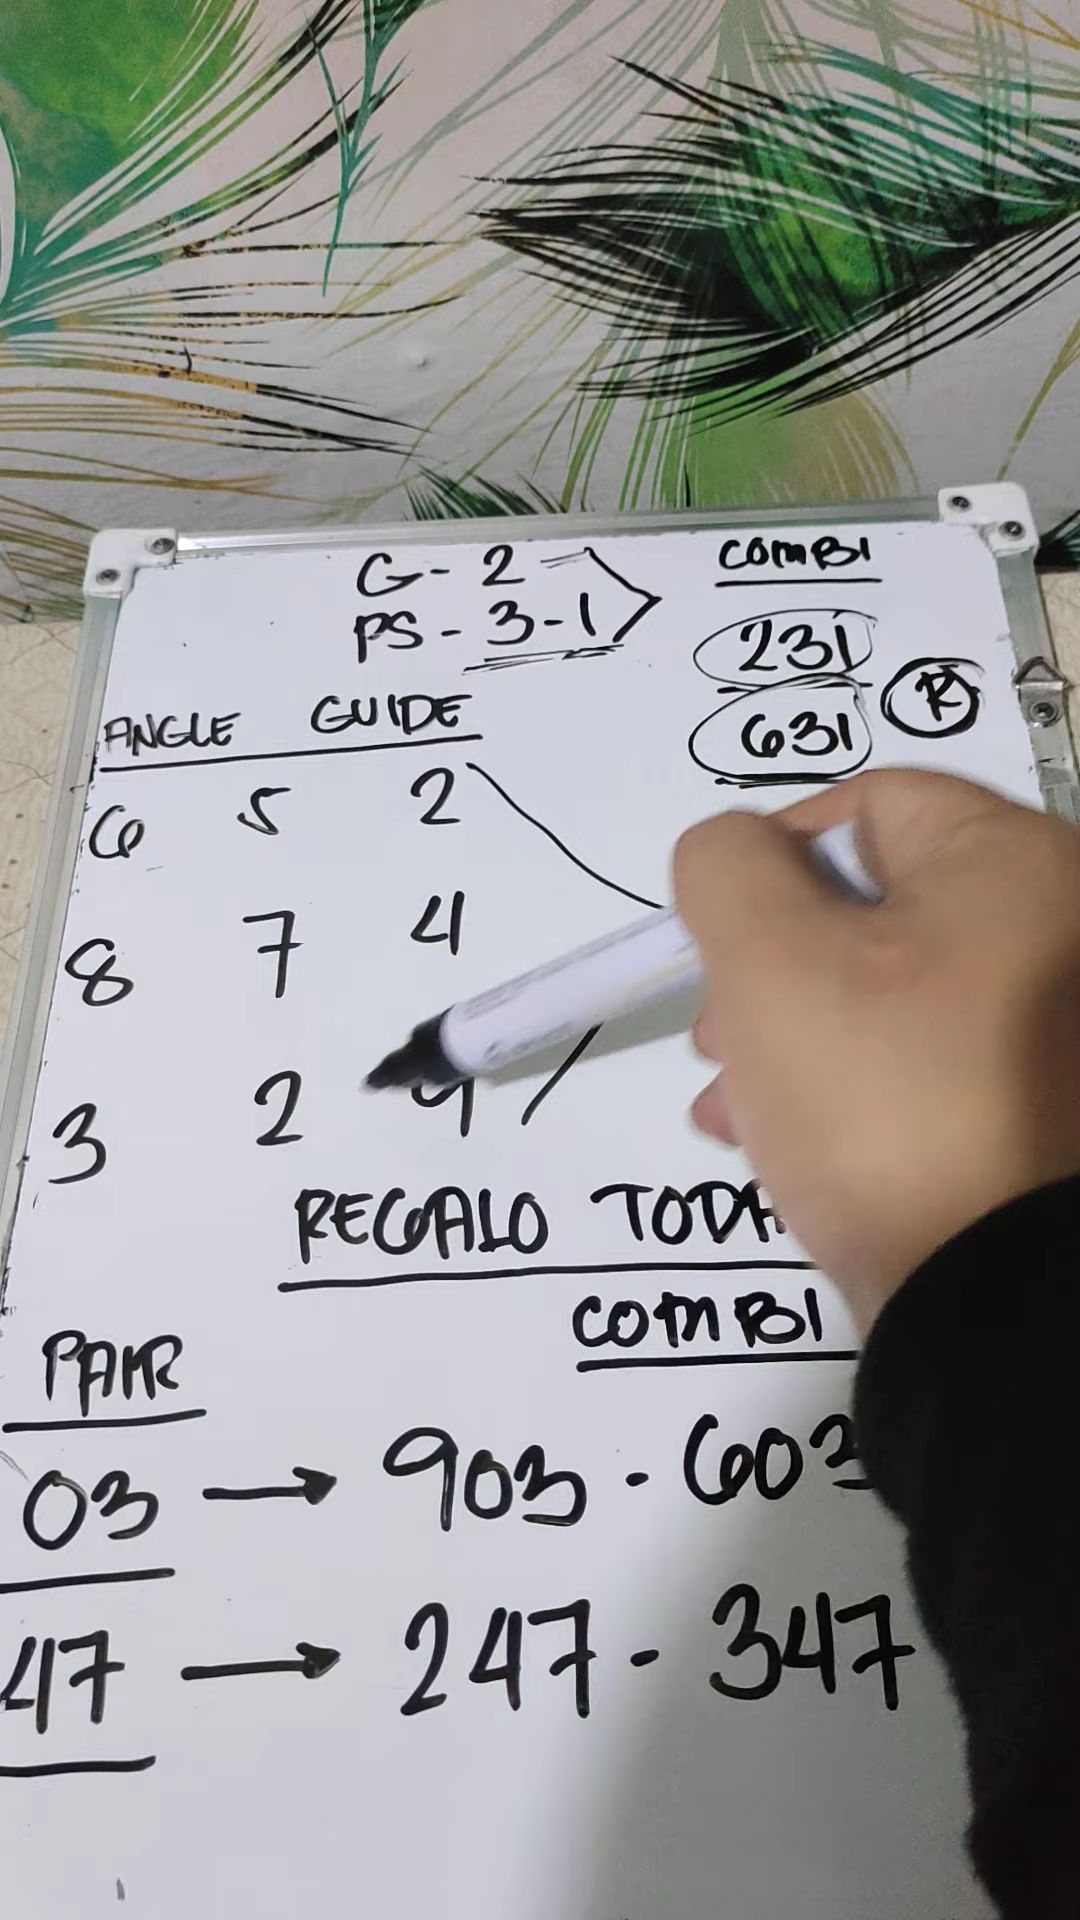 G - 2
PS - 3-1
COMBI
231
631
R
ANGLE GUIDE
6 5 2
8 7 4
3 2 9
REGALO
COMBI
PAIR
03 → 903 - 603
47 → 247 - 347